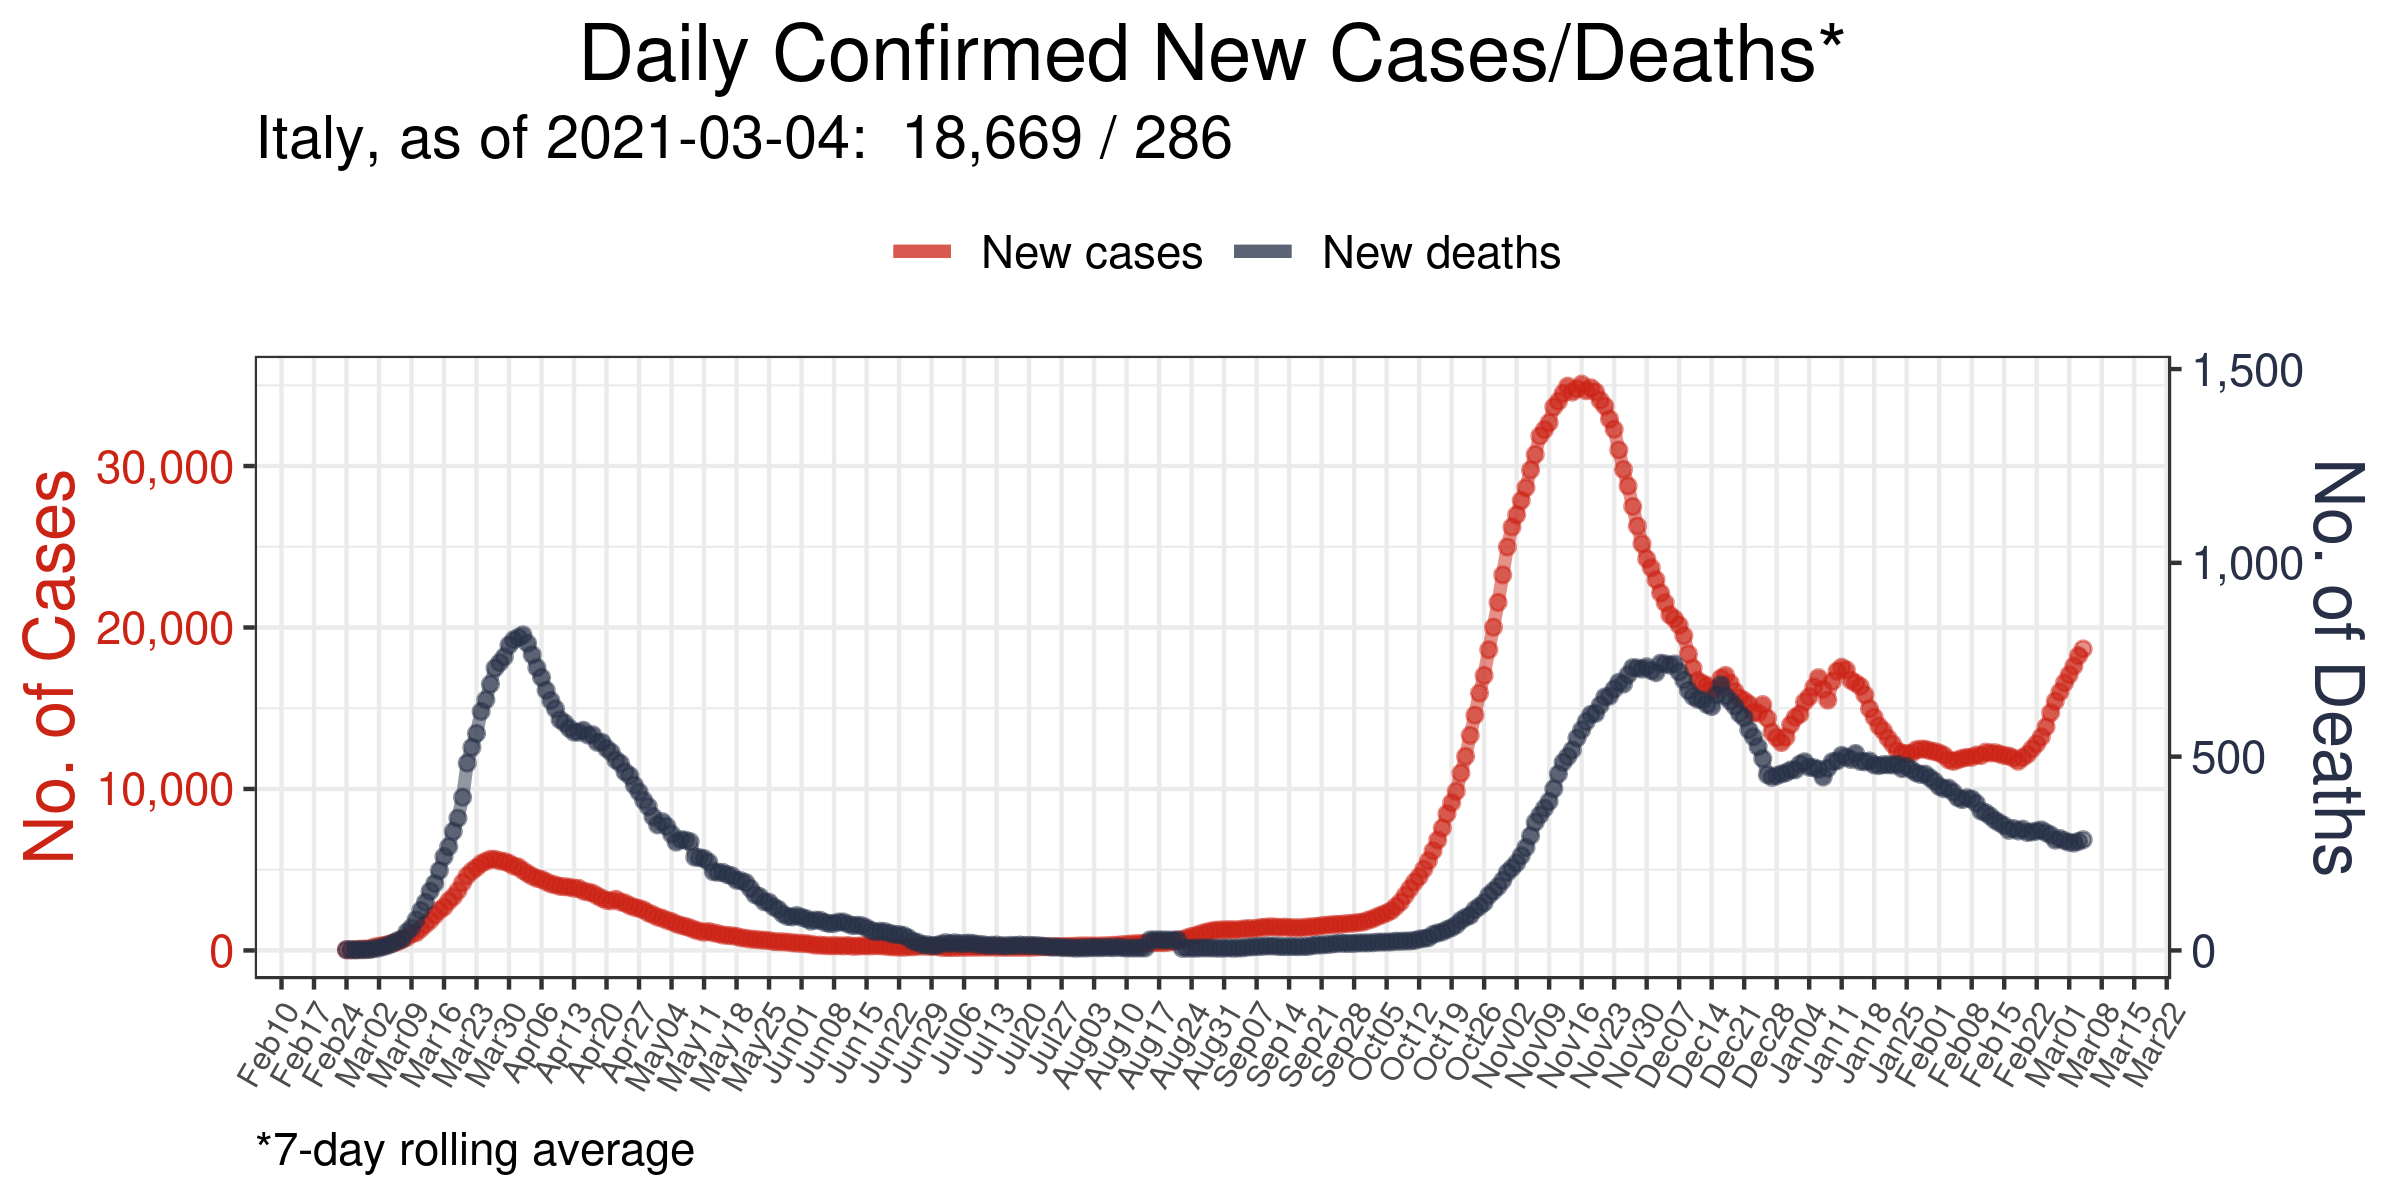 Daily Confirmed New Cases/Deaths*
Italy, as of 2021-03-04:  18,669 / 286
New cases
New deaths
No. of Cases
30,000
20,000
10,000
0
1,500
1,000
500
0
No. of Deaths
Feb10
Feb17
Feb24
Mar02
Mar09
Mar16
Mar23
Mar30
Apr06
Apr13
Apr20
Apr27
May04
May11
May18
May25
Jun01
Jun08
Jun15
Jun22
Jun29
Jul06
Jul13
Jul20
Jul27
Aug03
Aug10
Aug17
Aug24
Aug31
Sep07
Sep14
Sep21
Sep28
Oct05
Oct12
Oct19
Oct26
Nov02
Nov09
Nov16
Nov23
Nov30
Dec07
Dec14
Dec21
Dec28
Jan04
Jan11
Jan18
Jan25
Feb01
Feb08
Feb15
Feb22
Mar01
Mar08
Mar15
Mar22
*7-day rolling average